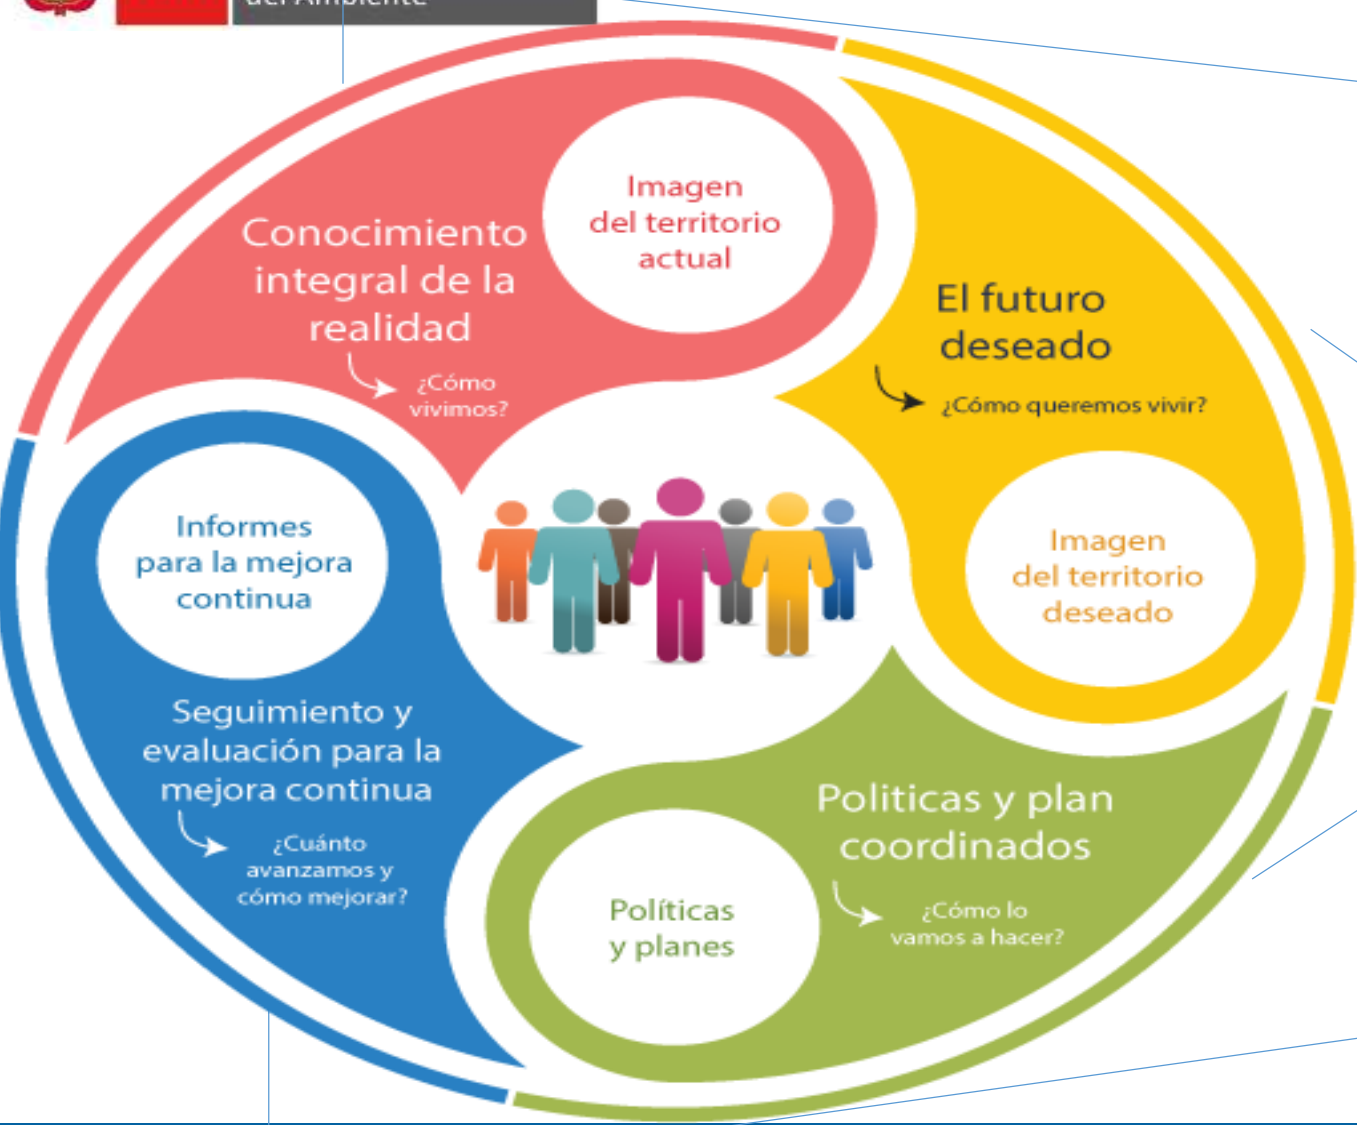 del Ambiente
Imagen
del territorio
actual
Conocimiento
integral de la
realidad
¿Cómo
vivimos?
El futuro
deseado
¿Cómo queremos vivir?
Imagen
del territorio
deseado
Informes
para la mejora
continua
Seguimiento y
evaluación para la
mejora continua
¿Cuánto
avanzamos y
cómo mejorar?
Politicas y plan
coordinados
¿Cómo lo
vamos a hacer?
Políticas
y planes